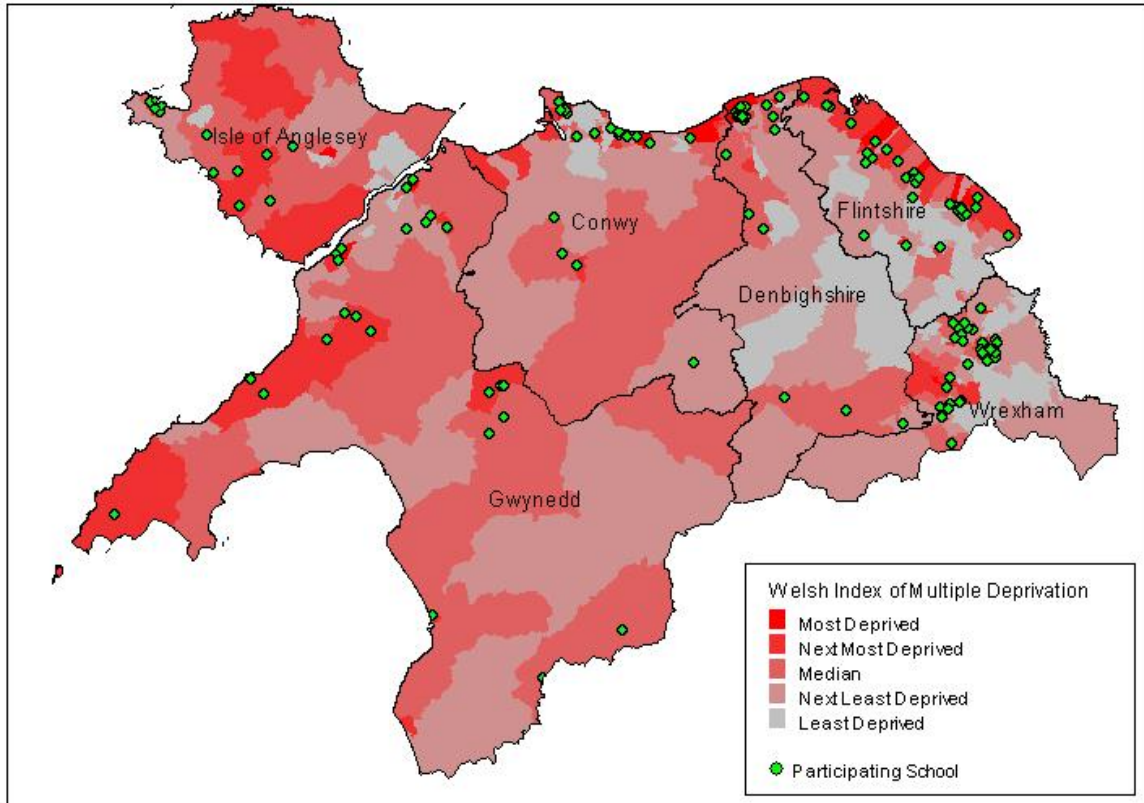 Isle of Anglesey
Conwy
Flintshire
Denbighshire
Wrexham
Gwynedd
Welsh Index of Multiple Deprivation
Most Deprived
Next Most Deprived
Median
Next Least Deprived
Least Deprived
Participating School